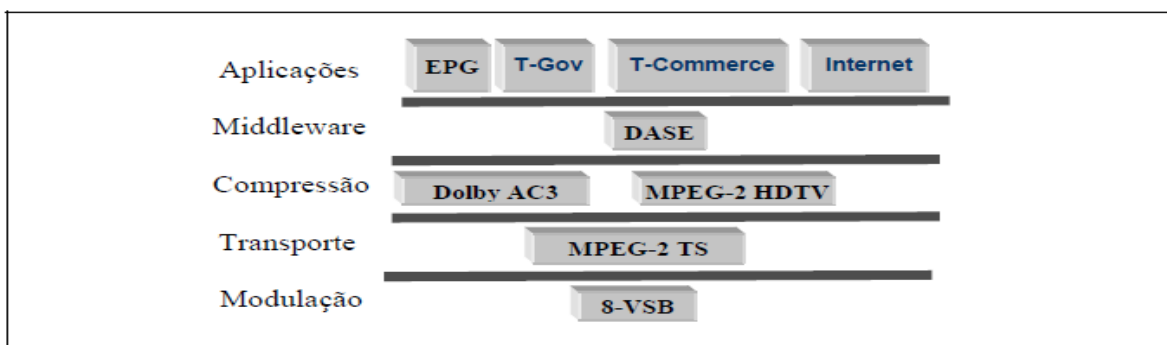 Aplicações EPG T-Gov T-Commerce Internet
Middleware DASE
Compressão Dolby AC3 MPEG-2 HDTV
Transporte MPEG-2 TS
Modulação 8-VSB